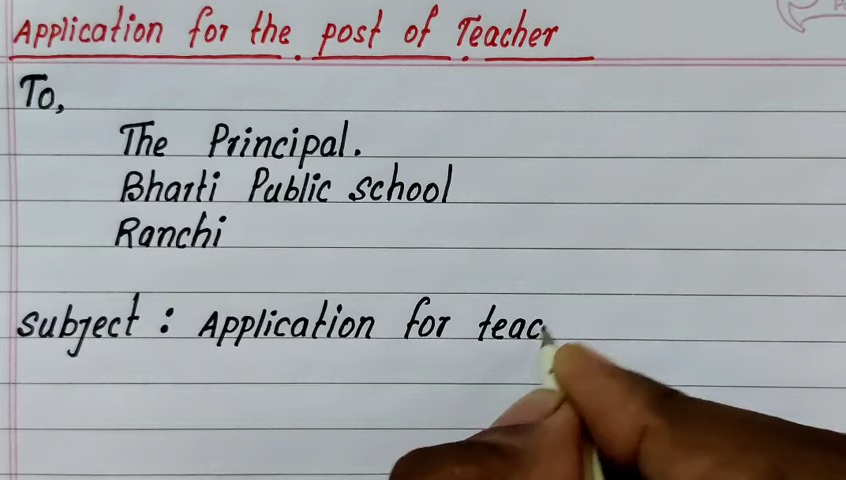 Application for the post of Teacher
To,
The Principal.
Bharti Public school
Ranchi
Subject : Application for teac